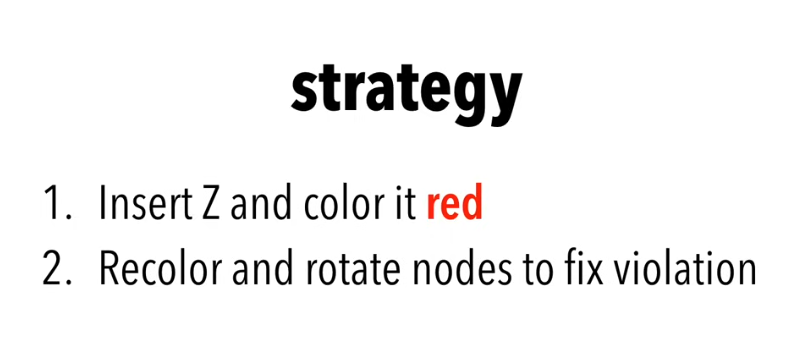 strategy
1. Insert Z and color it red
2. Recolor and rotate nodes to fix violation